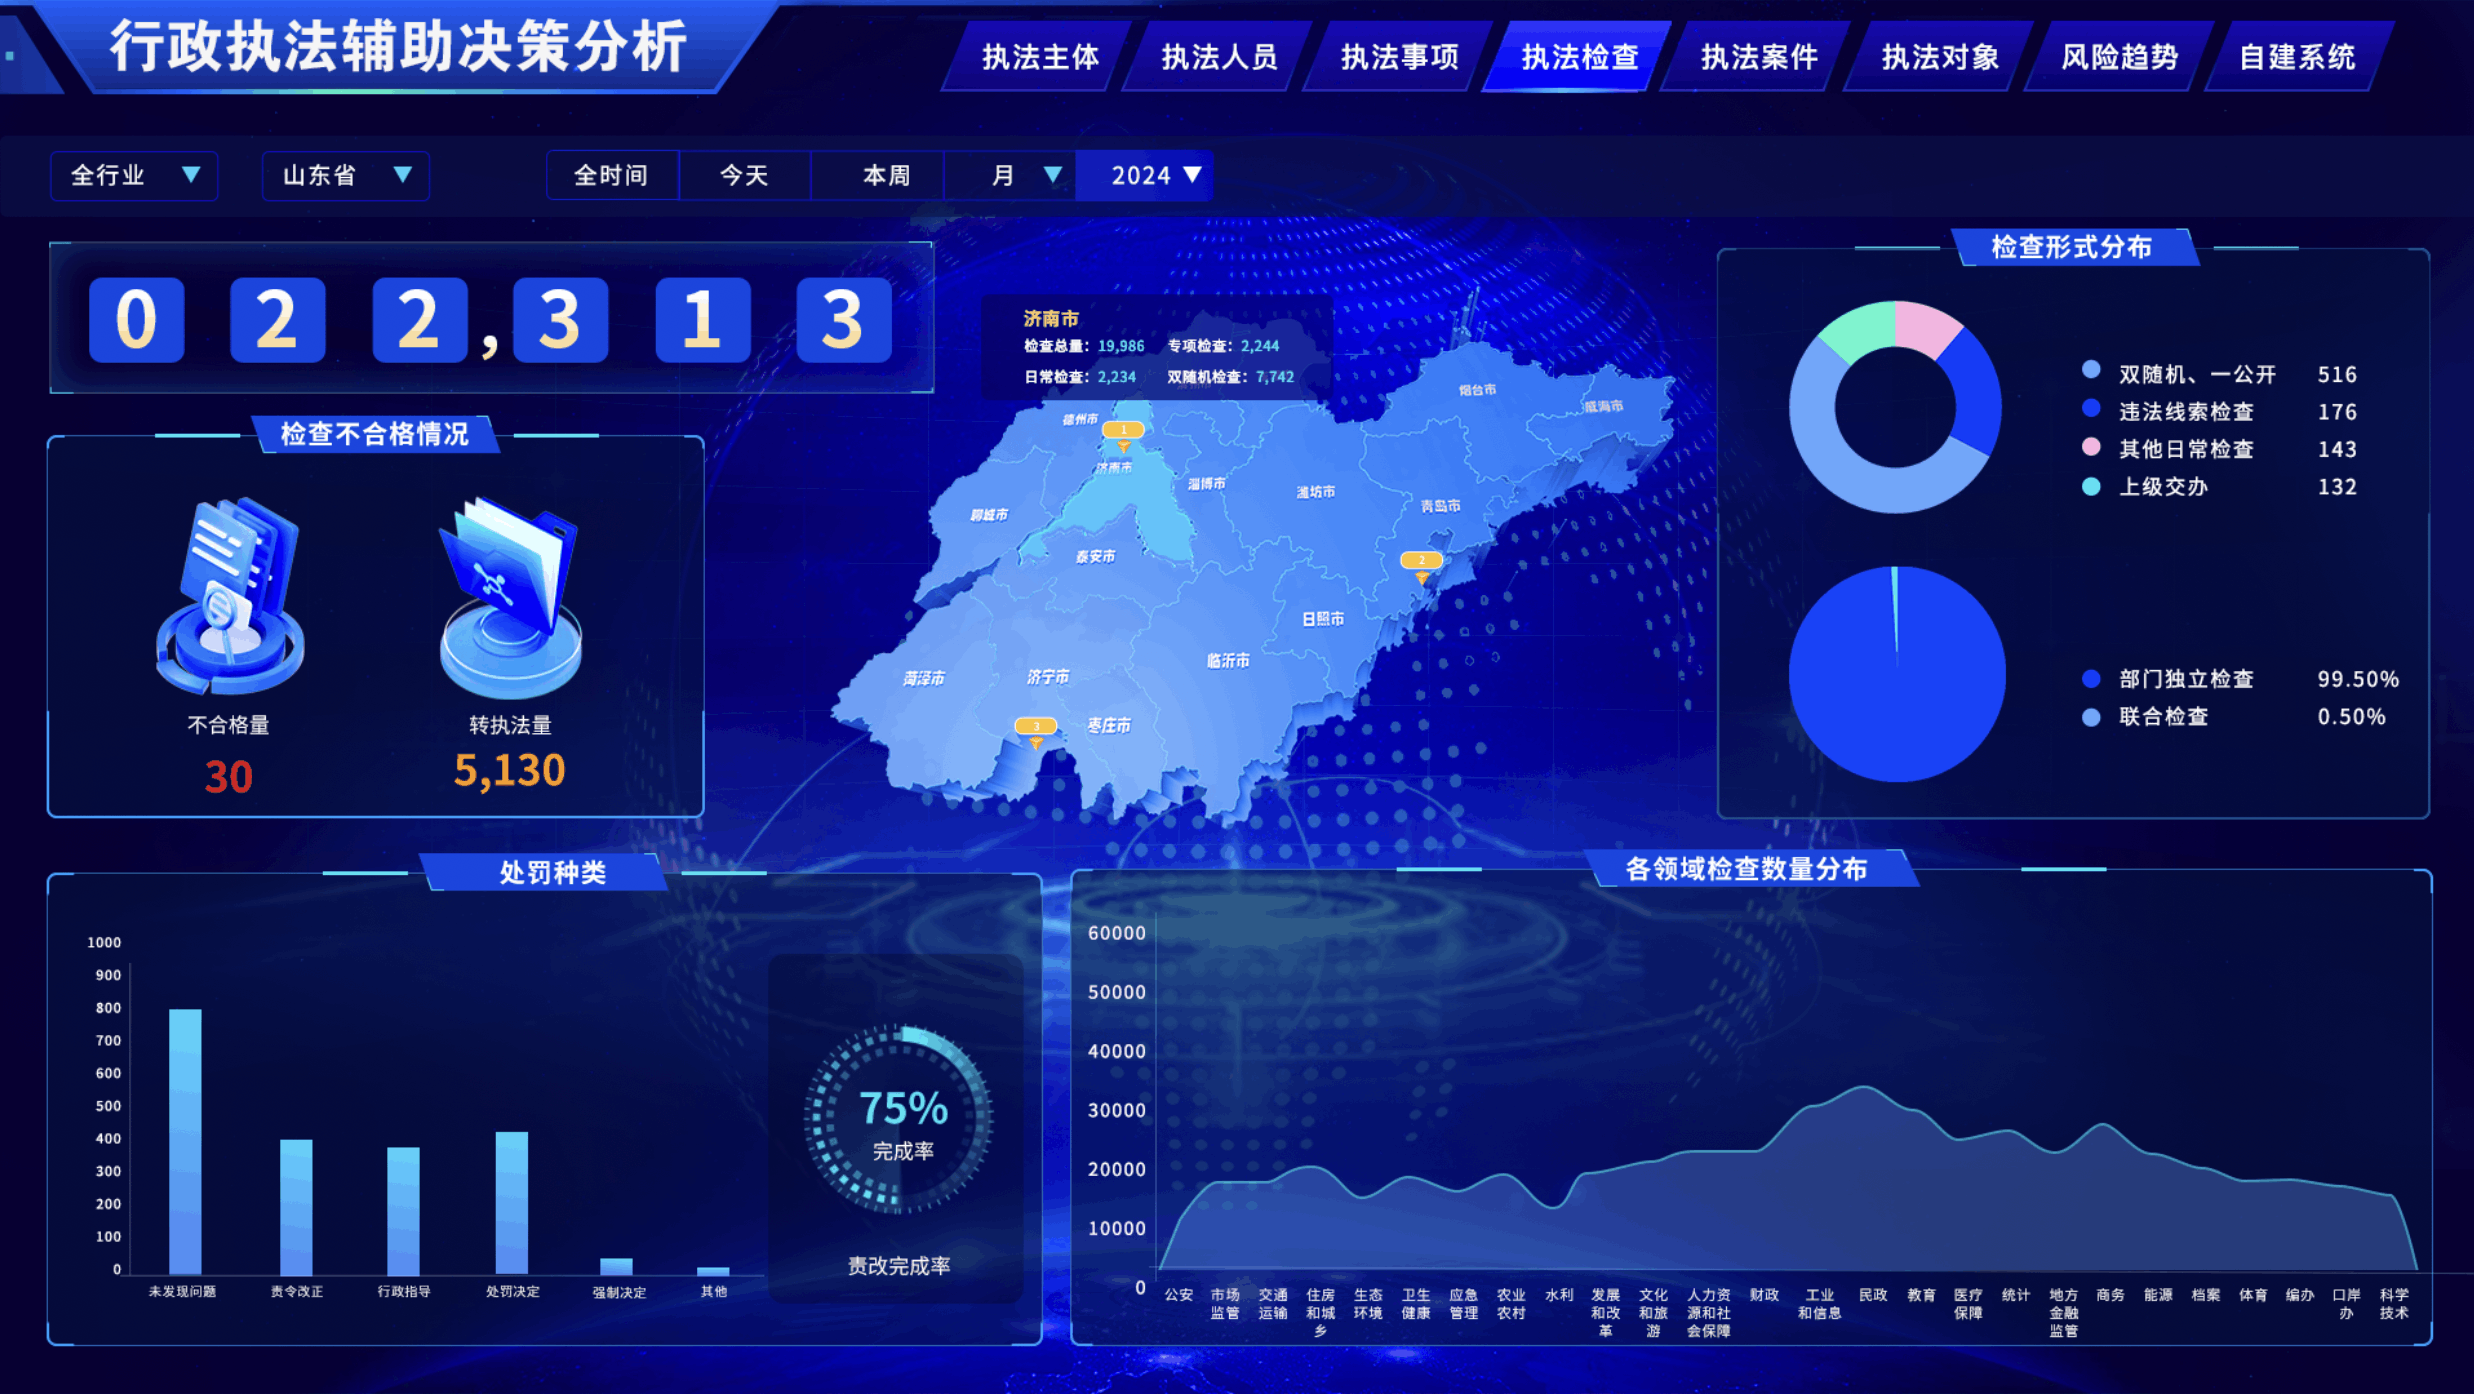 行政执法辅助决策分析
执法主体 执法人员 执法事项 执法检查 执法案件 执法对象 风险趋势 自建系统
全行业 山东省 全时间 今天 本周 月 2024
0 2 2 , 3 1 3
检查不合格情况
不合格量 转执法量
30 5,130
济南市
检查总量：19,986 专项检查：2,244
日常检查：2,234 双随机检查：7,742
烟台市
威海市
德州市
1
济南市
淄博市
潍坊市
青岛市
聊城市
泰安市
2
日照市
临沂市
菏泽市
济宁市
3
枣庄市
检查形式分布
双随机、一公开 516
违法线索检查 176
其他日常检查 143
上级交办 132
部门独立检查 99.50%
联合检查 0.50%
处罚种类
1000
900
800
700
600
500
400
300
200
100
0
未发现问题 责令改正 行政指导 处罚决定 强制决定 其他
75%
完成率
责改完成率
各领域检查数量分布
60000
50000
40000
30000
20000
10000
0
公安 市场 交通 住房 生态 卫生 应急 农业 水利 发展 文化 人力资 财政 工业 民政 教育 医疗 统计 地方 商务 能源 档案 体育 编办 口岸 科学
监管 运输 和城 环境 健康 管理 农村 和改 和旅 源和社 和信息 保障 金融 办 技术
乡 革 游 会保障 监管